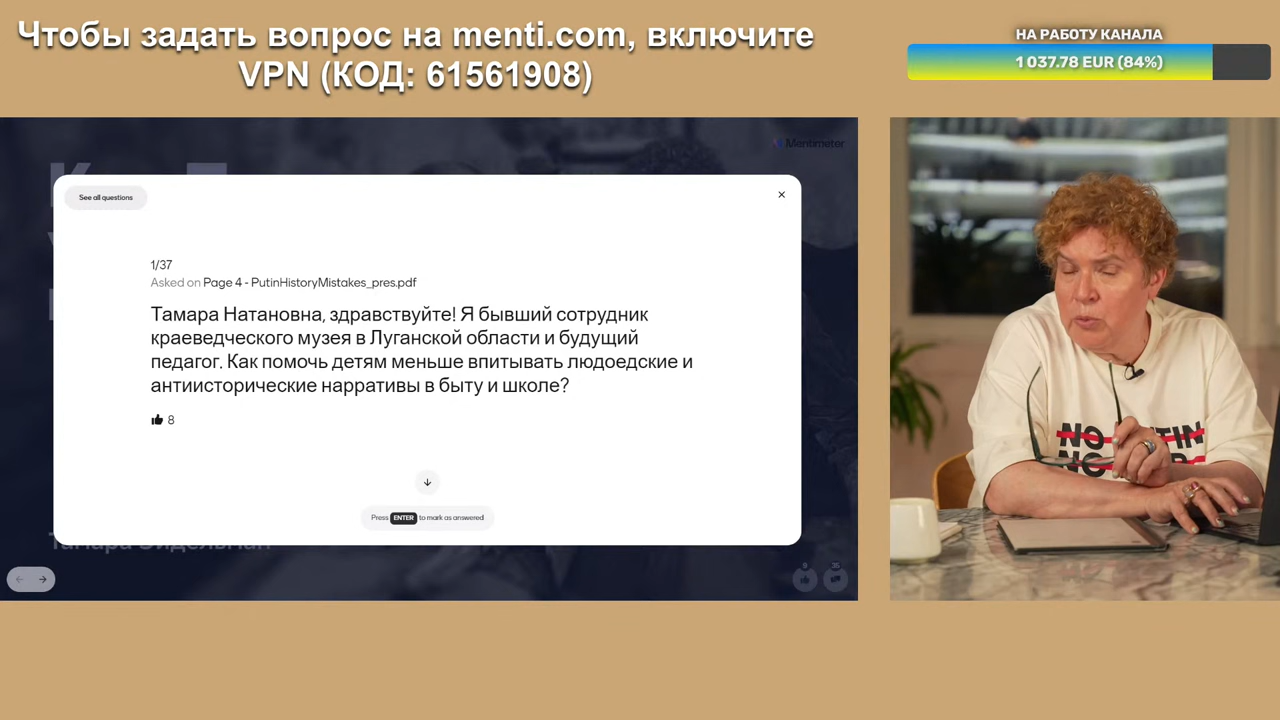 Чтобы задать вопрос на menti.com, включите
VPN (КОД: 61561908)
НА РАБОТУ КАНАЛА
1 037.78 EUR (84%)
Mentimeter
See all questions
1/37
Asked on Page 4 - PutinHistoryMistakes_pres.pdf
Тамара Натановна, здравствуйте! Я бывший сотрудник
краеведческого музея в Луганской области и будущий
педагог. Как помочь детям меньше впитывать людоедские и
антиисторические нарративы в быту и школе?
8
Press ENTER to mark as answered
9
35
NO